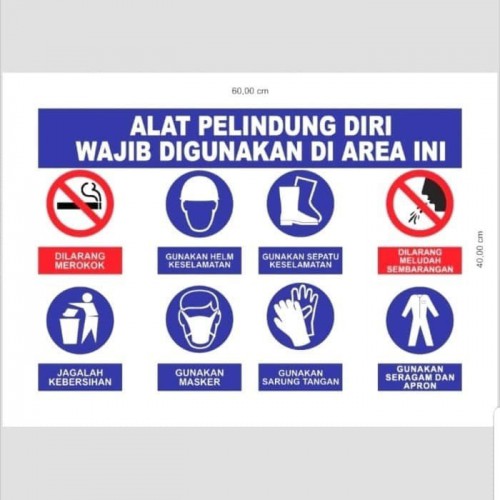 60,00 cm
ALAT PELINDUNG DIRI
WAJIB DIGUNAKAN DI AREA INI
DILARANG
MEROKOK
GUNAKAN HELM
KESELAMATAN
GUNAKAN SEPATU
KESELAMATAN
DILARANG
MELUDAH
SEMBARANGAN
40,00 cm
JAGALAH
KEBERSIHAN
GUNAKAN
MASKER
GUNAKAN
SARUNG TANGAN
GUNAKAN
SERAGAM DAN
APRON